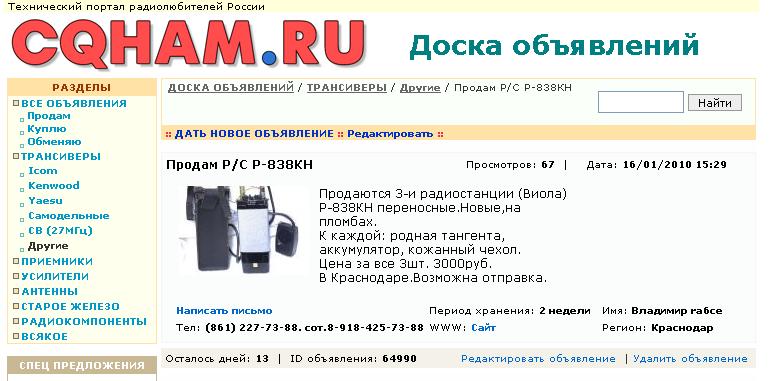 Технический портал радиолюбителей России
CQHAM.RU
Доска объявлений
РАЗДЕЛЫ
ВСЕ ОБЪЯВЛЕНИЯ
Продам
Куплю
Обменяю
ТРАНСИВЕРЫ
Icom
Kenwood
Yaesu
Самодельные
СВ (27МГц)
Другие
ПРИЕМНИКИ
УСИЛИТЕЛИ
АНТЕННЫ
СТАРОЕ ЖЕЛЕЗО
РАДИОКОМПОНЕНТЫ
ВСЯКОЕ
СПЕЦ ПРЕДЛОЖЕНИЯ
ДОСКА ОБЪЯВЛЕНИЙ / ТРАНСИВЕРЫ / Другие / Продам Р/С Р-838КН
Найти
:: ДАТЬ НОВОЕ ОБЪЯВЛЕНИЕ :: Редактировать ::
Продам Р/С Р-838КН Просмотров: 67 | Дата: 16/01/2010 15:29
Продаются 3-и радиостанции (Виола)
Р-838КН переносные.Новые,на
пломбах.
К каждой: родная тангента,
аккумулятор, кожанный чехол.
Цена за все 3шт. 3000руб.
В Краснодаре.Возможна отправка.
Написать письмо Период хранения: 2 недели Имя: Владимир rабсе
Тел: (861) 227-73-88. сот.8-918-425-73-88 WWW: Сайт Регион: Краснодар
Осталось дней: 13 | ID объявления: 64990 Редактировать объявление | Удалить объявление